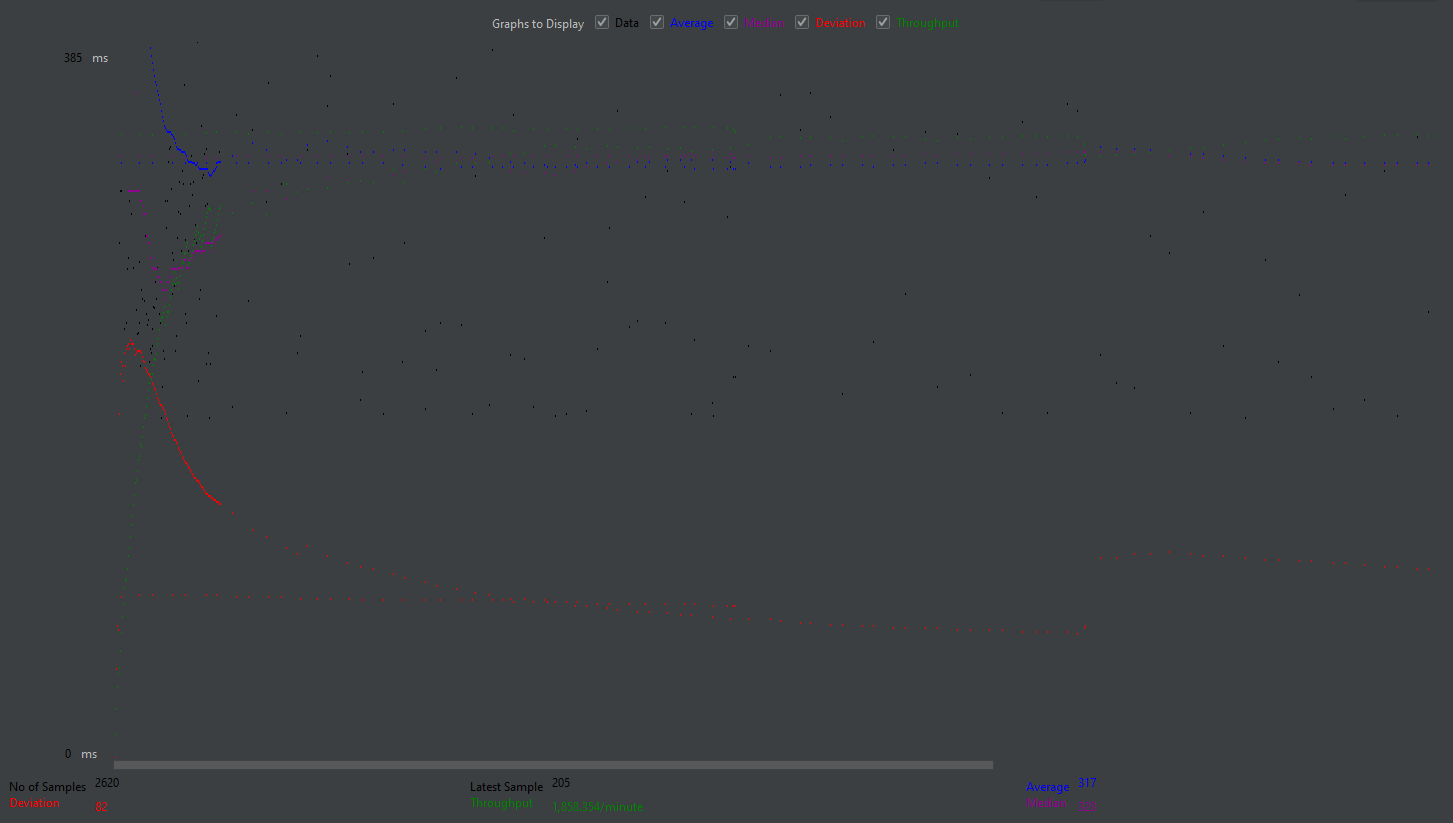 Graphs to Display Data Average Median Deviation Throughput
385 ms
0 ms
No of Samples 2620 Latest Sample 205 Average 317
Deviation 82 Throughput 1,858.354/minute Median